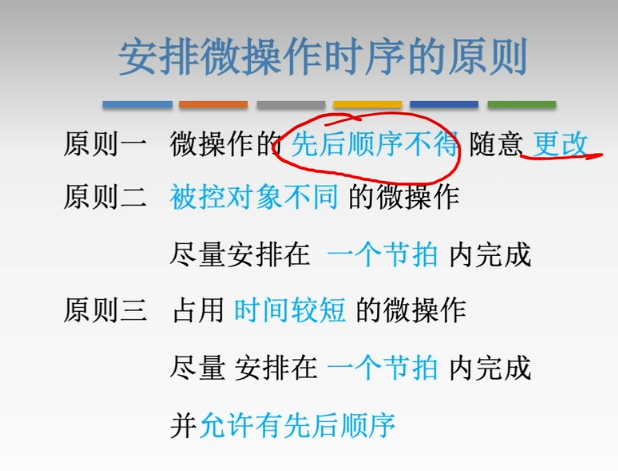 安排微操作时序的原则
原则一 微操作的 先后顺序不得 随意 更改
原则二 被控对象不同 的微操作
尽量安排在 一个节拍 内完成
原则三 占用 时间较短 的微操作
尽量 安排在 一个节拍 内完成
并允许有先后顺序